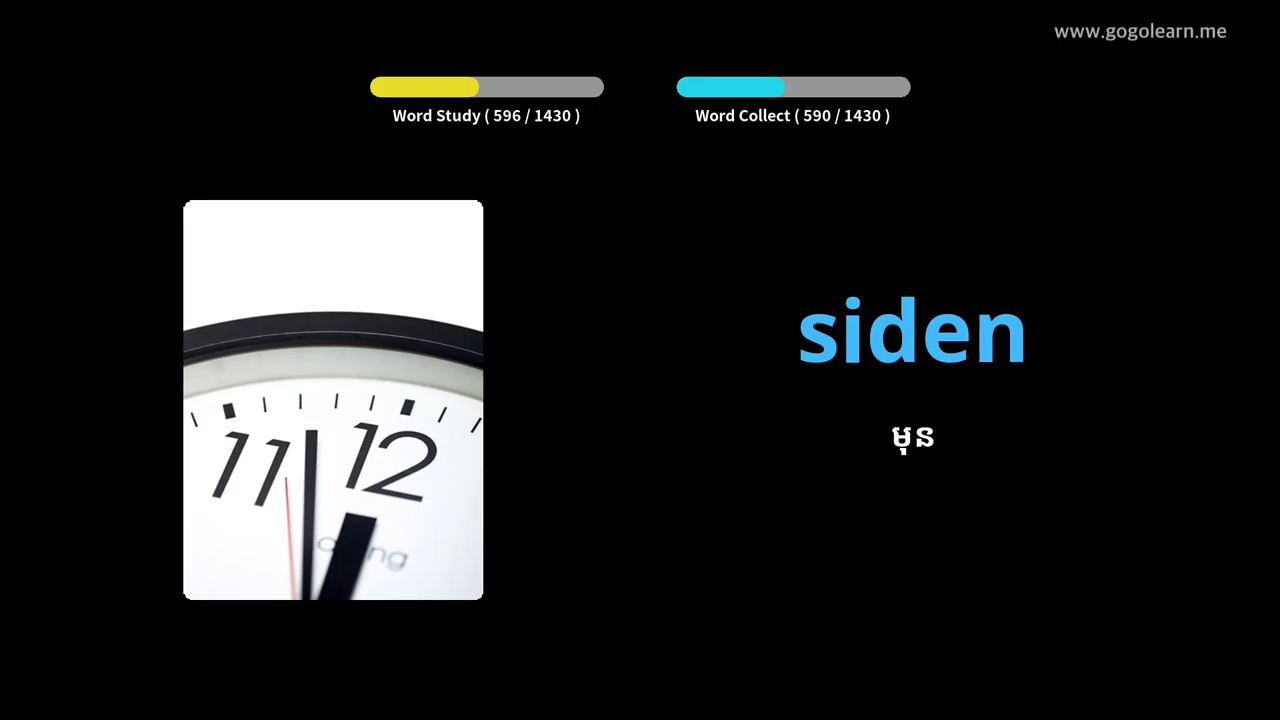 www.gogolearn.me
Word Study ( 596 / 1430 )
Word Collect ( 590 / 1430 )
siden
មុន
11 12